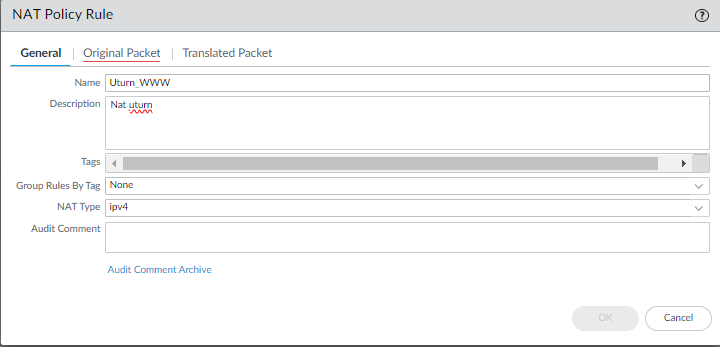 NAT Policy Rule
General Original Packet Translated Packet
Name Uturn_WWW
Description Nat uturn
Tags
Group Rules By Tag None
NAT Type ipv4
Audit Comment
Audit Comment Archive
OK Cancel